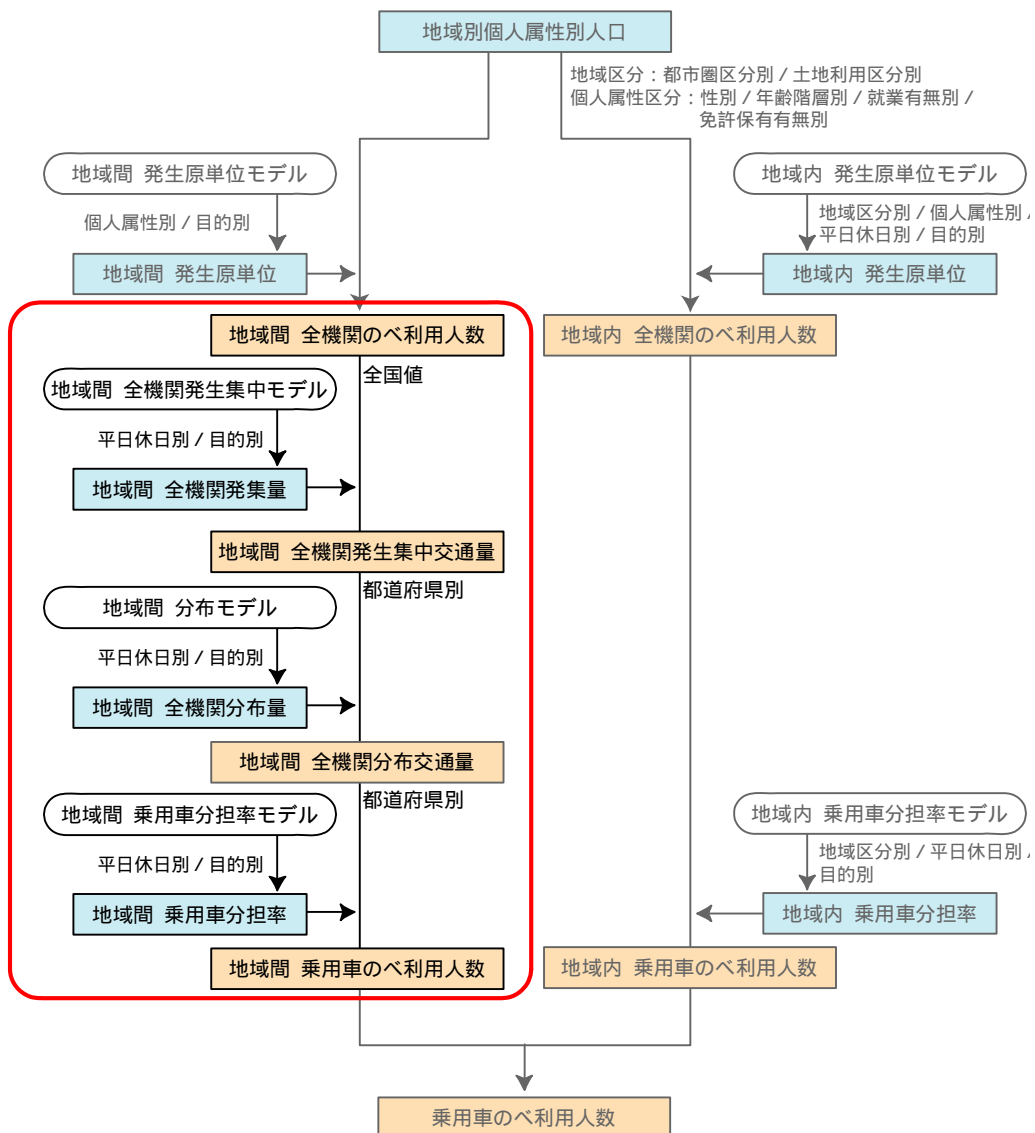 地域別個人属性別人口
地域区分：都市圏区分別 / 土地利用区分別
個人属性区分：性別 / 年齢階層別 / 就業有無別 /
免許保有有無別
地域間 発生原単位モデル
個人属性別 / 目的別
地域間 発生原単位
地域内 発生原単位モデル
地域区分別 / 個人属性別 /
平日休日別 / 目的別
地域内 発生原単位
地域間 全機関のべ利用人数
全国値
地域内 全機関のべ利用人数
地域間 全機関発生集中モデル
平日休日別 / 目的別
地域間 全機関発集量
地域間 全機関発生集中交通量
都道府県別
地域間 分布モデル
平日休日別 / 目的別
地域間 全機関分布量
地域間 全機関分布交通量
都道府県別
地域間 乗用車分担率モデル
平日休日別 / 目的別
地域間 乗用車分担率
地域内 乗用車分担率モデル
地域区分別 / 平日休日別 /
目的別
地域内 乗用車分担率
地域間 乗用車のべ利用人数
地域内 乗用車のべ利用人数
乗用車のべ利用人数